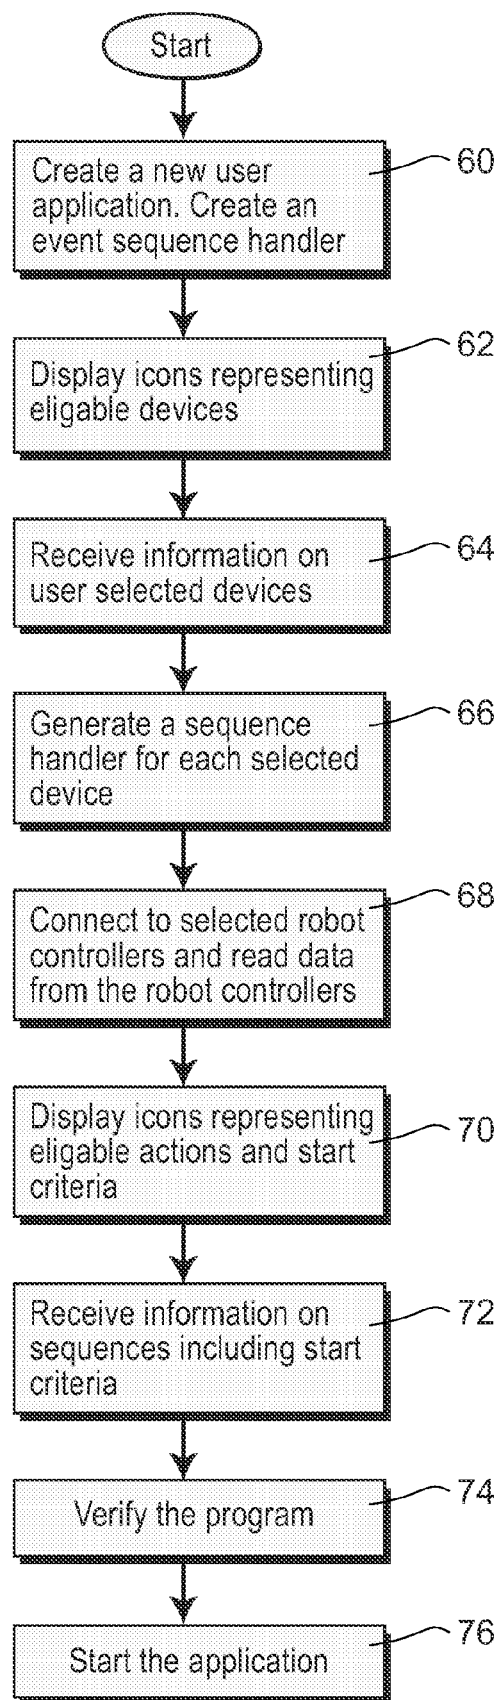 Start
60
Create a new user
application. Create an
event sequence handler
62
Display icons representing
eligable devices
64
Receive information on
user selected devices
66
Generate a sequence
handler for each selected
device
68
Connect to selected robot
controllers and read data
from the robot controllers
70
Display icons representing
eligable actions and start
criteria
72
Receive information on
sequences including start
criteria
74
Verify the program
76
Start the application